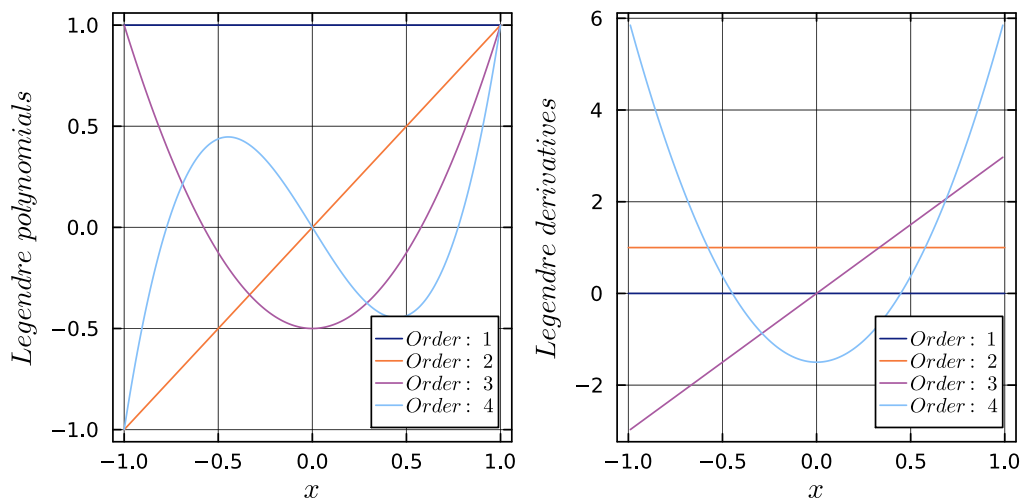 Legendre polynomials
1.0
0.5
0.0
−0.5
−1.0
−1.0
−0.5
0.0
0.5
1.0
x
Order: 1
Order: 2
Order: 3
Order: 4
Legendre derivatives
6
4
2
0
−2
−1.0
−0.5
0.0
0.5
1.0
x
Order: 1
Order: 2
Order: 3
Order: 4